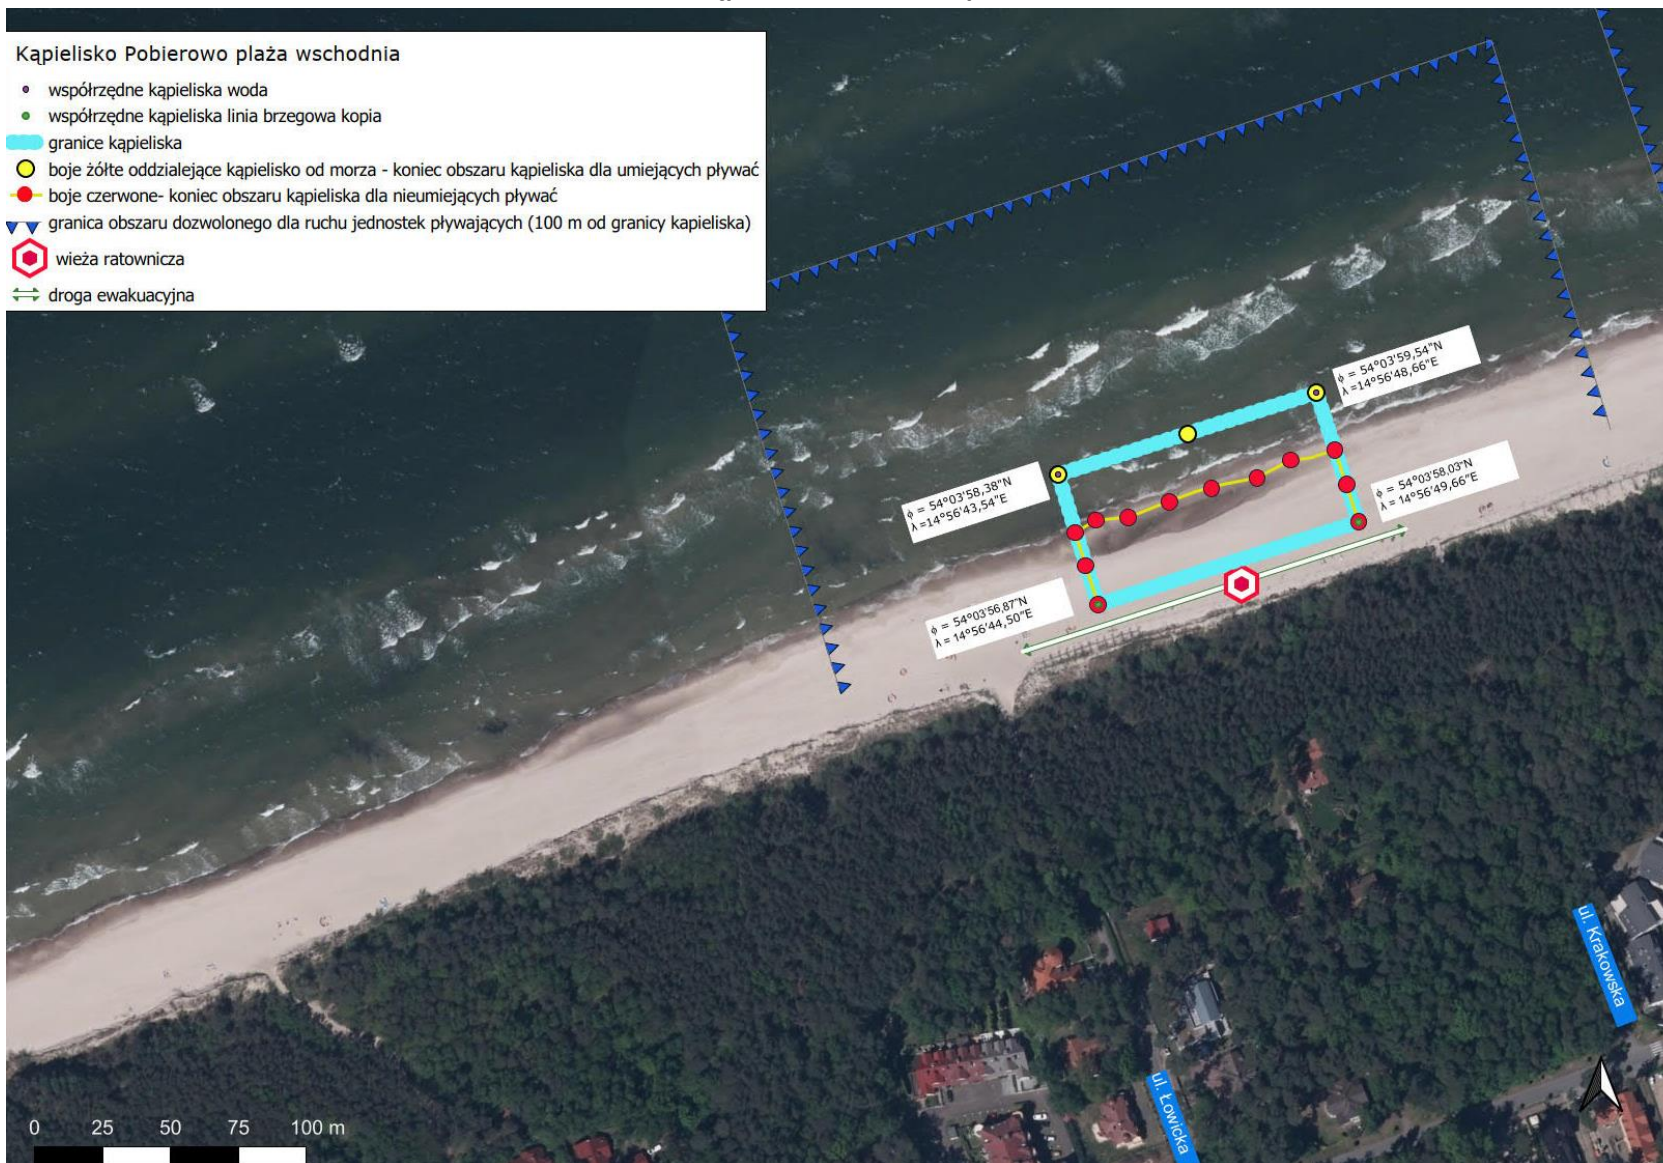 Kąpielisko Pobierowo plaża wschodnia
współrzędne kąpieliska woda
współrzędne kąpieliska linia brzegowa kopia
granice kąpieliska
boje żółte oddzialejące kąpielisko od morza - koniec obszaru kąpieliska dla umiejących pływać
boje czerwone- koniec obszaru kąpieliska dla nieumiejących pływać
granica obszaru dozwolonego dla ruchu jednostek pływających (100 m od granicy kapieliska)
wieża ratownicza
droga ewakuacyjna
ϕ = 54°03'59,54"N
λ =14°56'48,66"E
ϕ = 54°03'58,38"N
λ =14°56'43,54"E
ϕ = 54°03'58,03"N
λ = 14°56'49,66"E
ϕ = 54°03'56,87"N
λ = 14°56'44,50"E
ul. Krakowska
ul. Łowicka
0 25 50 75 100 m